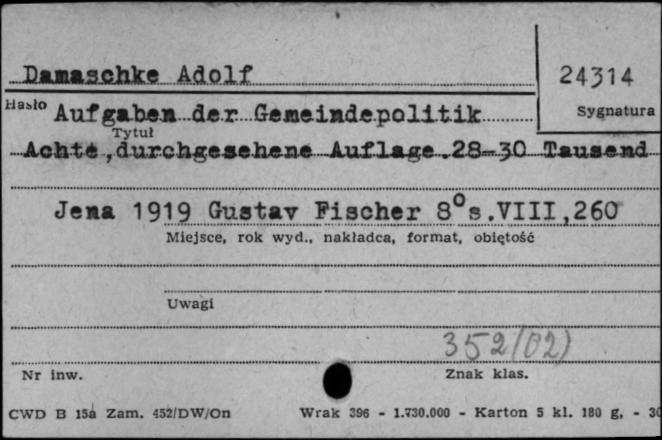 Damaschke Adolf
24314
Hasło
Sygnatura
Aufgaben der Gemeindepolitik
Tytuł
Achte, durchgesehene Auflage. 28-30 Tausend
Jena 1919 Gustav Fischer 8° s.VIII,260
Miejsce, rok wyd., nakładca, format, obiętość
Uwagi
352(02)
Nr inw.
Znak klas.
CWD B 15a Zam. 452/DW/On Wrak 396 - 1.730.000 - Karton 5 kl. 180 g, - 30